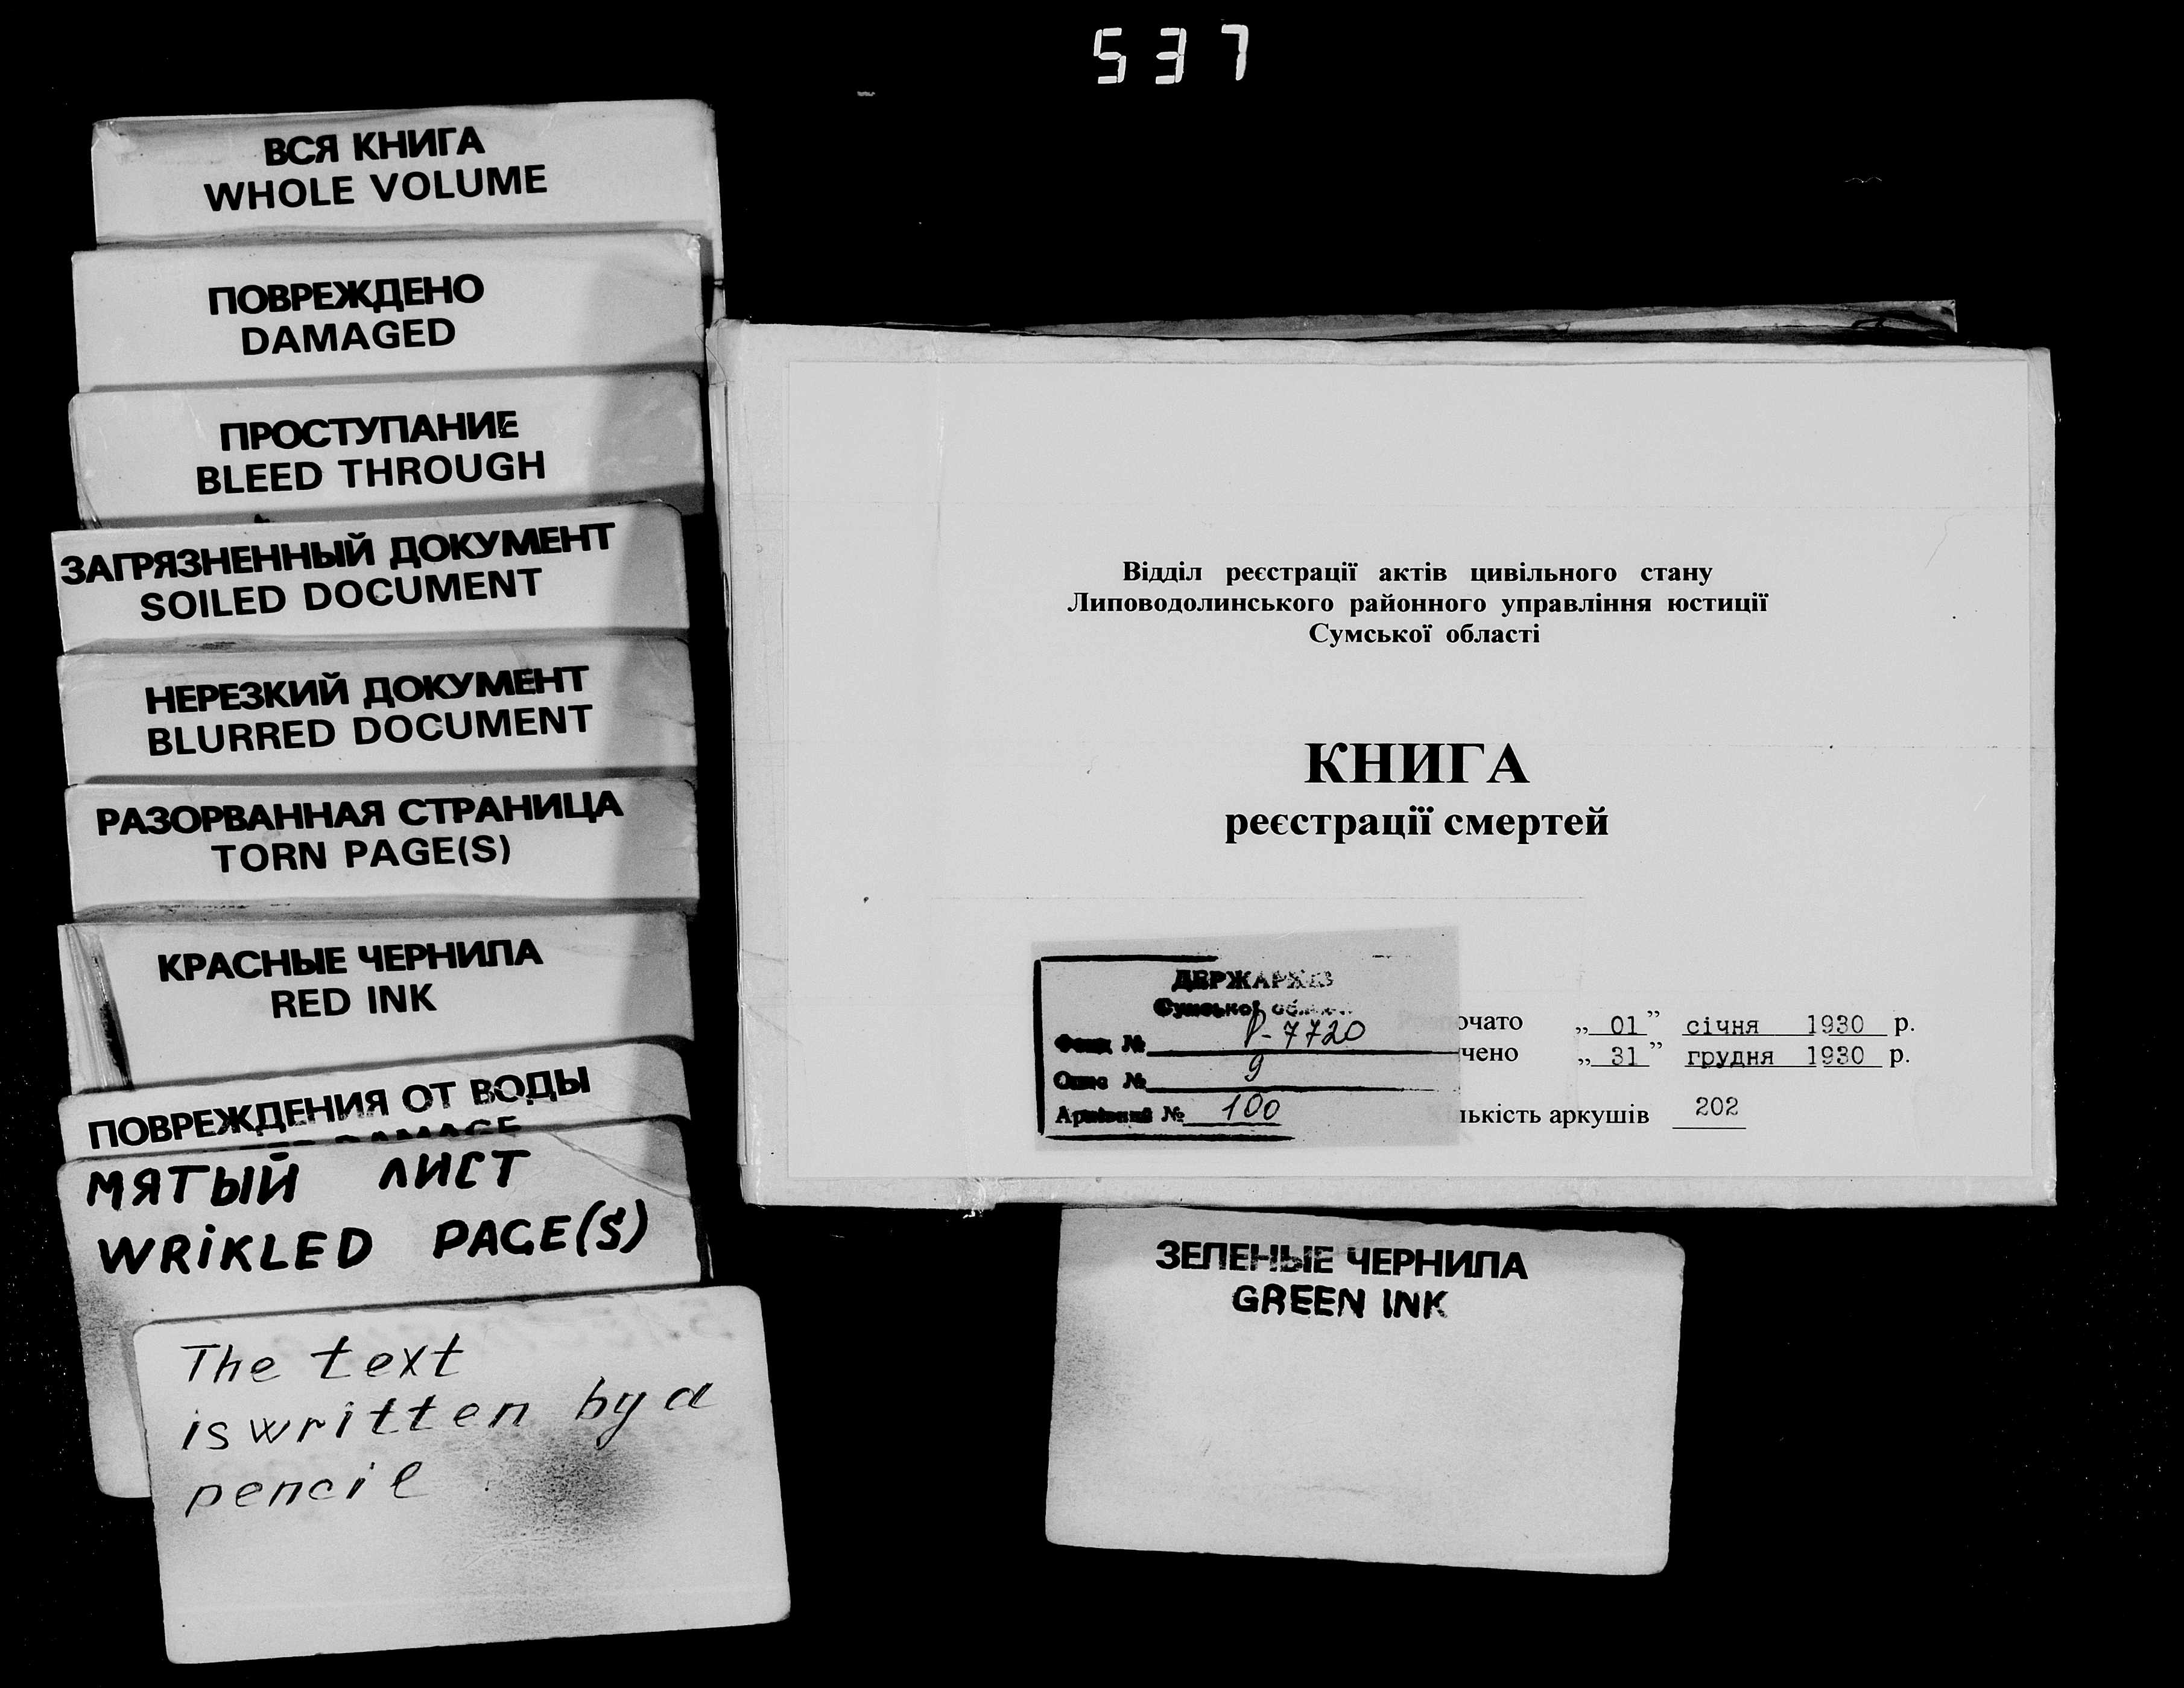 537
ВСЯ КНИГА
WHOLE VOLUME
ПОВРЕЖДЕНО
DAMAGED
ПРОСТУПАНИЕ
BLEED THROUGH
ЗАГРЯЗНЕННЫЙ ДОКУМЕНТ
SOILED DOCUMENT
НЕРЕЗКИЙ ДОКУМЕНТ
BLURRED DOCUMENT
РАЗОРВАННАЯ СТРАНИЦА
TORN PAGE(S)
КРАСНЫЕ ЧЕРНИЛА
RED INK
ПОВРЕЖДЕНИЯ ОТ ВОДЫ
DAMAGE
МЯТЫЙ ЛИСТ
WRiKLED PAGE(S)
The text
is written by a
pencil
Відділ реєстрації актів цивільного стану
Липоводолинського районного управління юстиції
Сумської області
КНИГА
реєстрації смертей
ДЕРЖАРХІВ
Сумської
Фонд № Р-7720
Опис № 9
Архівний № 100
очато „ 01 ” січня 1930 р.
чено „ 31 ” грудня 1930 р.
лькість аркушів 202
ЗЕЛЕНЫЕ ЧЕРНИЛА
GREEN INK